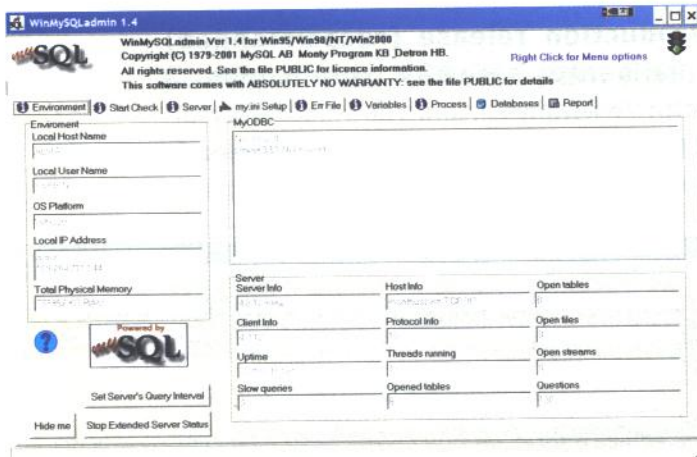 WinMySQLadmin 1.4
WinMySQLadmin Ver 1.4 for Win95/Win98/NT/Win2000
Copyright (C) 1979-2001 MySQL AB Monty Program KB Detron HB.
All rights reserved. See the file PUBLIC for licence information.
This software comes with ABSOLUTELY NO WARRANTY: see the file PUBLIC for details
Right Click for Menu options
mySQL
Environment Start Check Server my.ini Setup Err File Variables Process Databases Report
Enviroment
Local Host Name
Local User Name
OS Platform
Local IP Address
Total Physical Memory
MyODBC
Powered by
mySQL
Set Server's Query Interval
Hide me
Stop Extended Server Status
Server
Server Info
Host Info
Open tables
Client Info
Protocol Info
Open files
Uptime
Threads running
Open streams
Slow queries
Opened tables
Questions